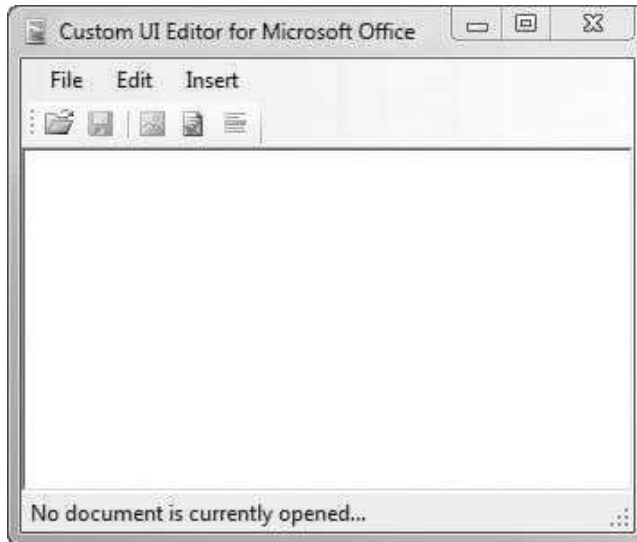 Custom UI Editor for Microsoft Office
File Edit Insert
No document is currently opened...